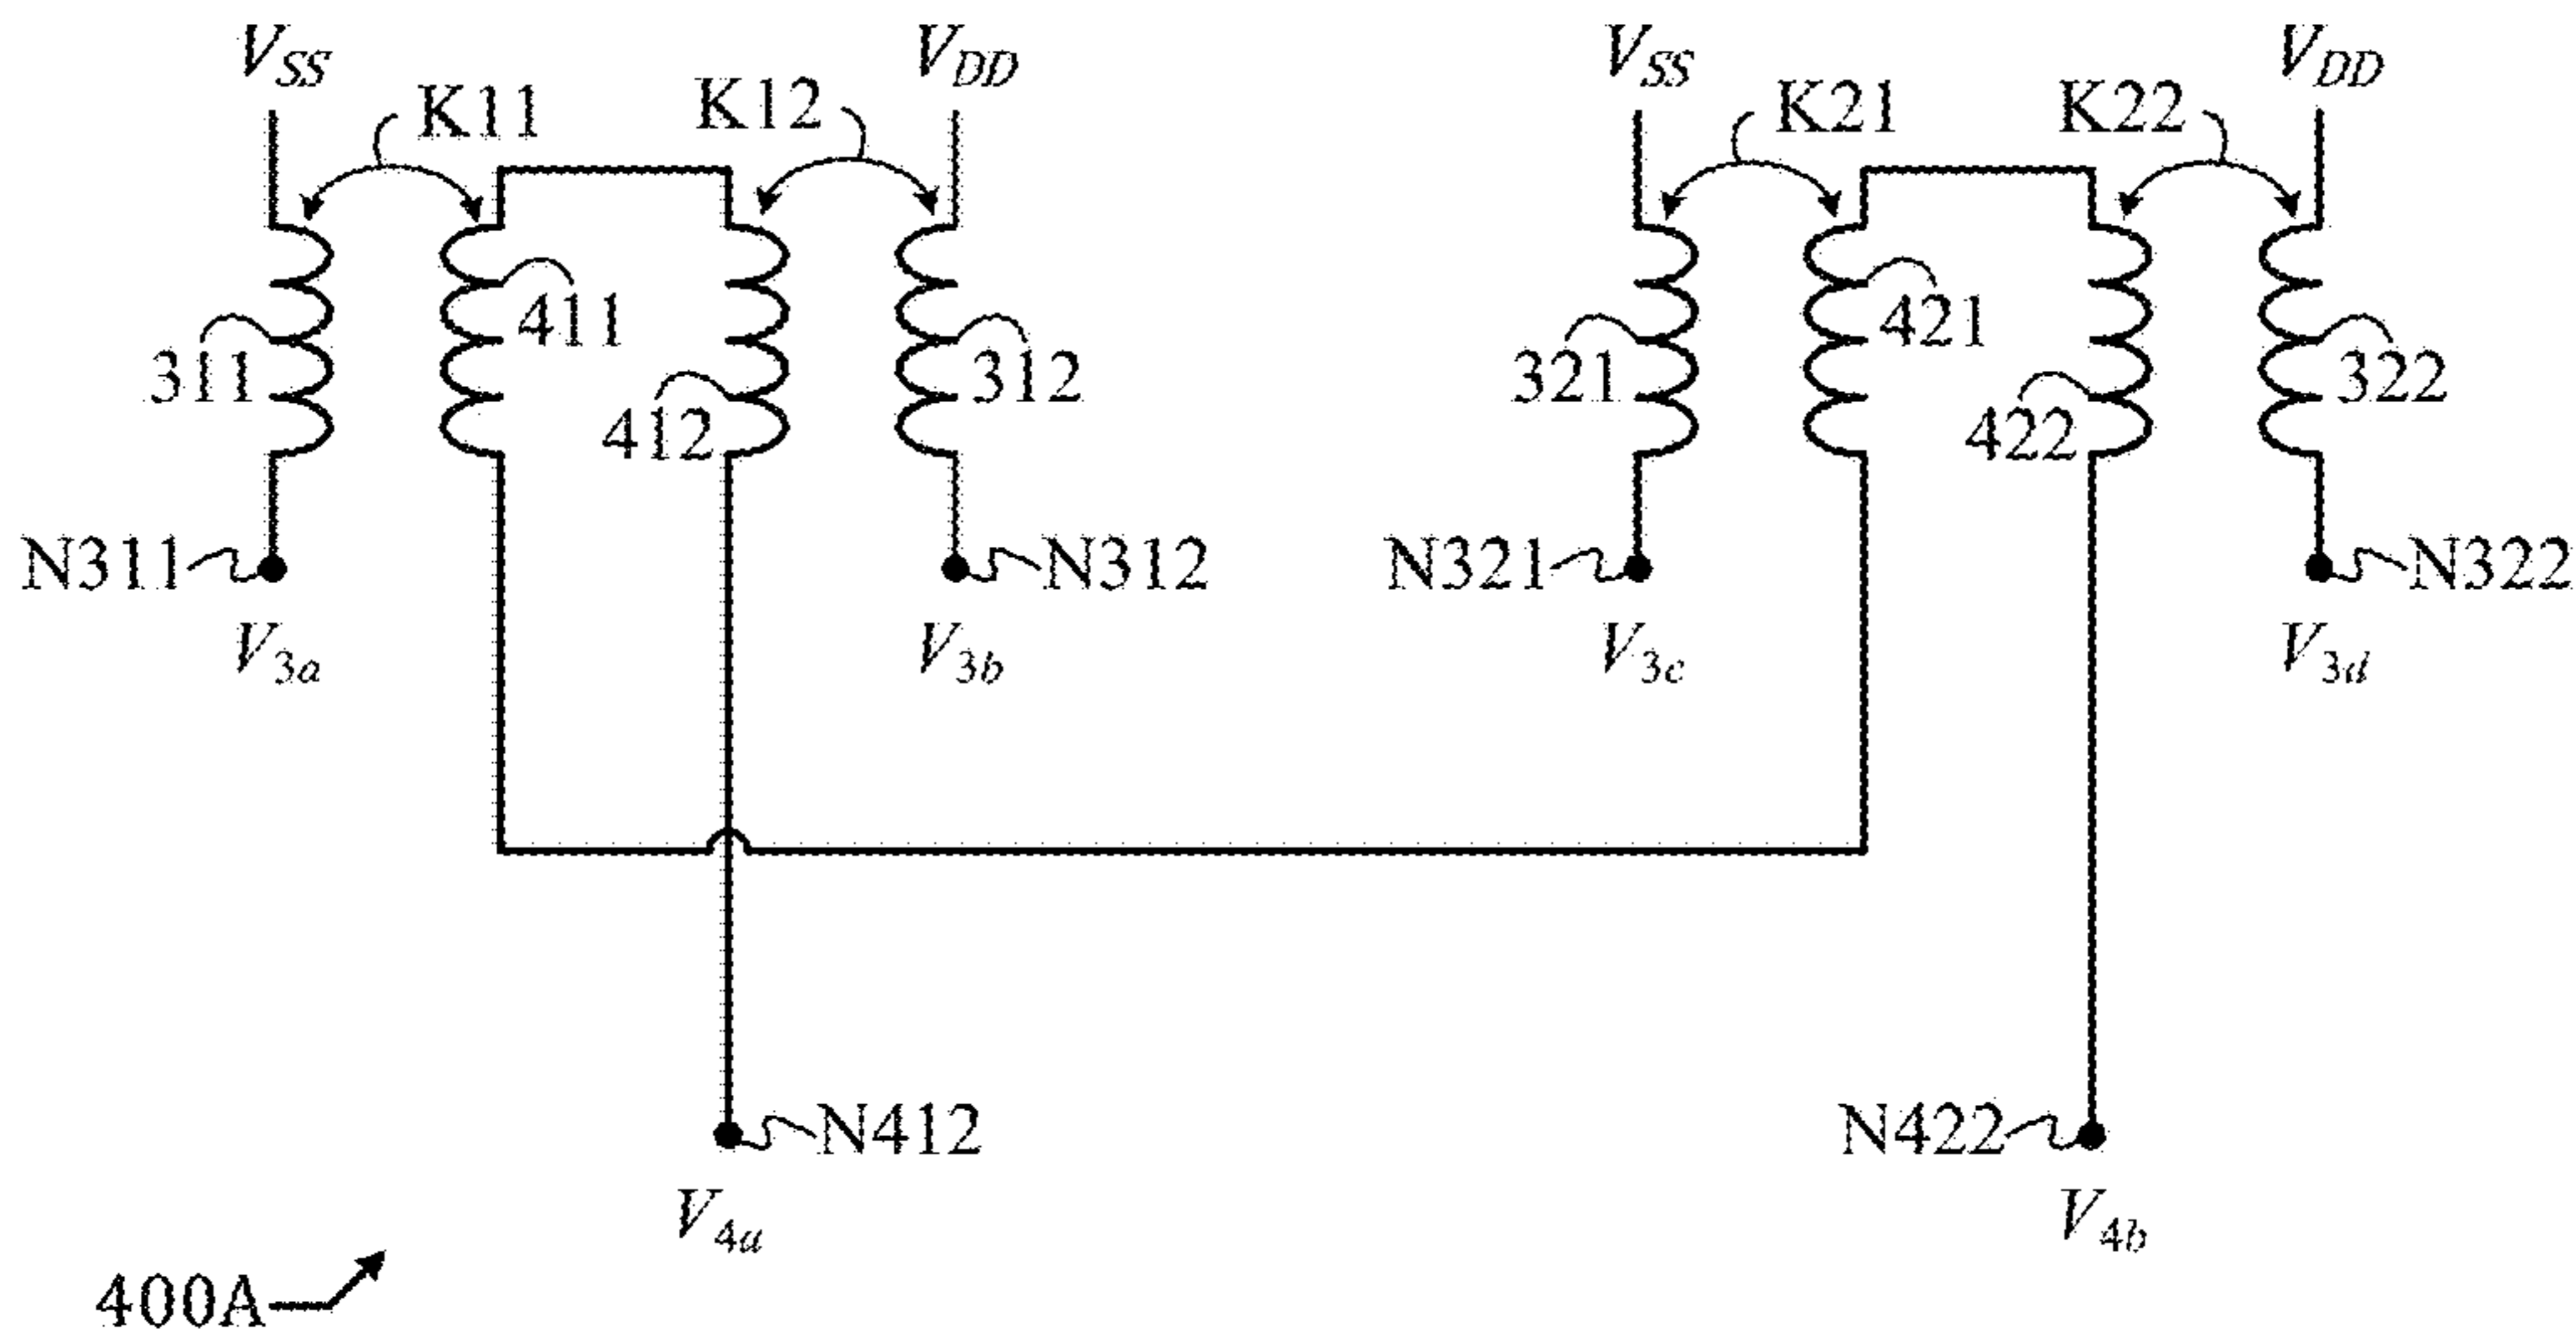 VSS VDD VSS VDD
K11 K12 K21 K22
411 421
311 312 321 322
412 422
N311 N312 N321 N322
V3a V3b V3c V3d
N412 N422
V4a V4b
400A